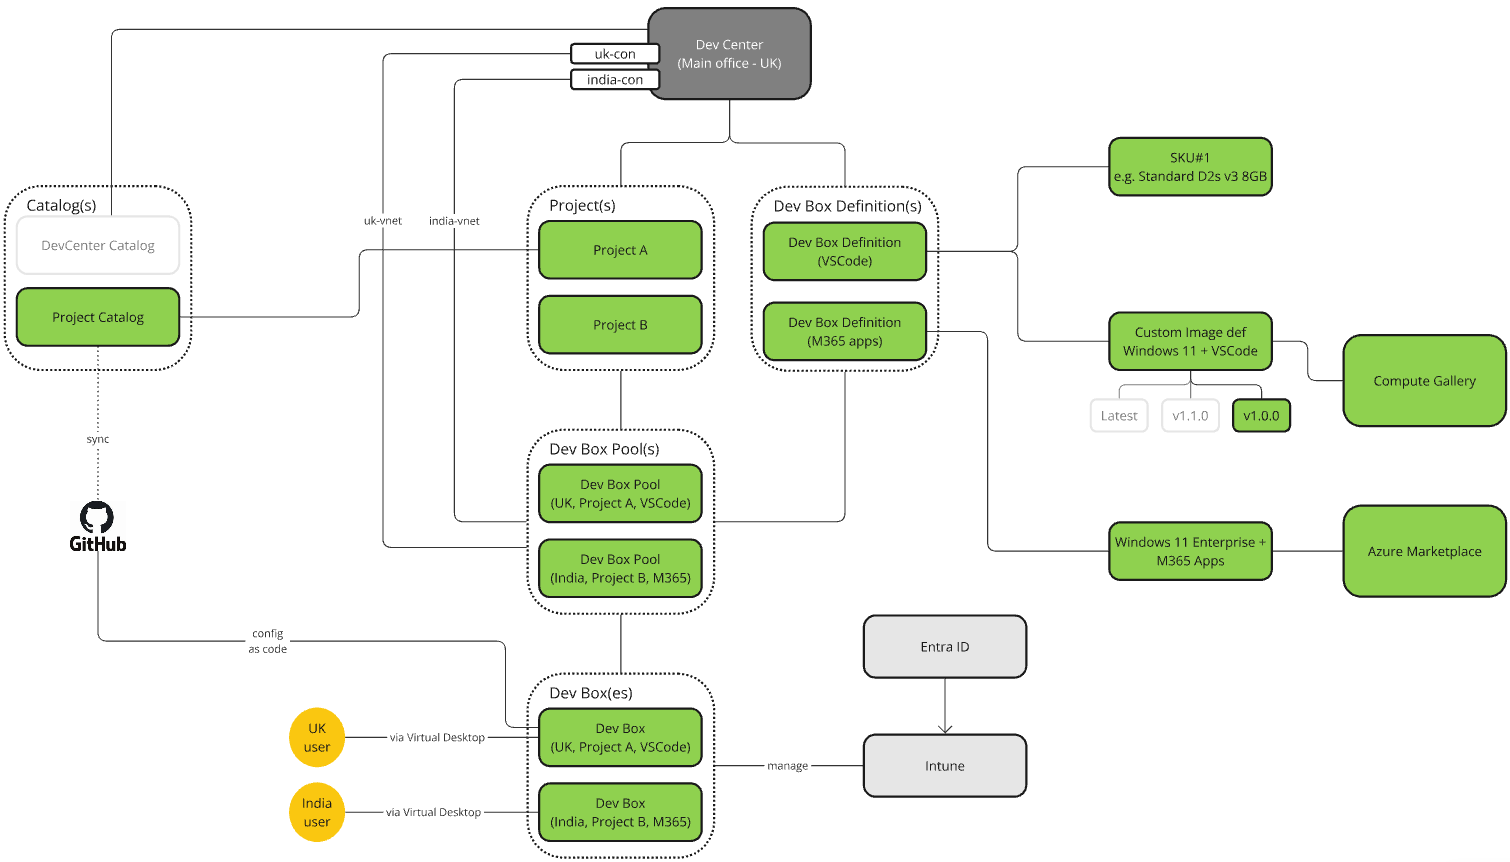 Dev Center
(Main office - UK)
uk-con
india-con
SKU#1
e.g. Standard D2s v3 8GB
Catalog(s)
DevCenter Catalog
Project Catalog
uk-vnet
india-vnet
Project(s)
Project A
Project B
Dev Box Definition(s)
Dev Box Definition
(VSCode)
Dev Box Definition
(M365 apps)
Custom Image def
Windows 11 + VSCode
Latest
v1.1.0
v1.0.0
Compute Gallery
sync
GitHub
Dev Box Pool(s)
Dev Box Pool
(UK, Project A, VSCode)
Dev Box Pool
(India, Project B, M365)
Windows 11 Enterprise +
M365 Apps
Azure Marketplace
config
as code
Entra ID
Dev Box(es)
Dev Box
(UK, Project A, VSCode)
Dev Box
(India, Project B, M365)
UK
user
via Virtual Desktop
India
user
via Virtual Desktop
manage
Intune